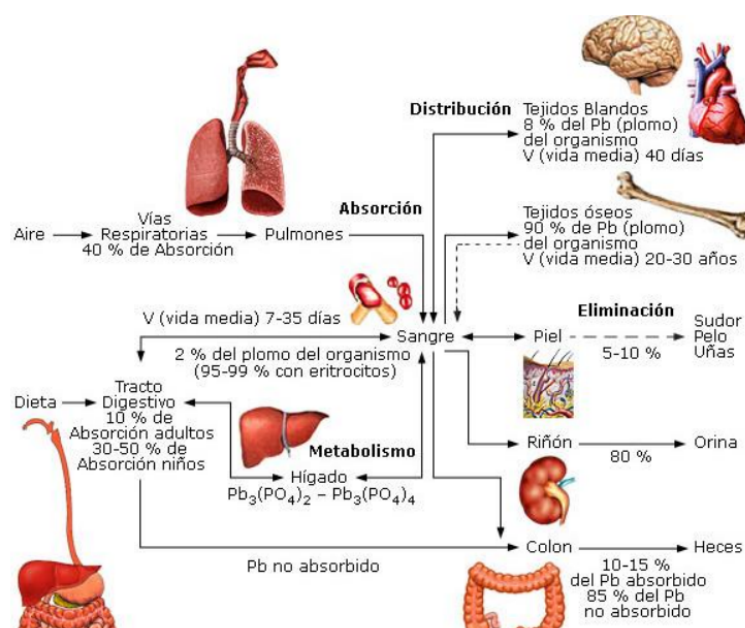 Distribución
Tejidos Blandos
8 % del Pb (plomo)
del organismo
V (vida media) 40 días
Absorción
Aire
Vías
Respiratorias
40 % de Absorción
Pulmones
Tejidos óseos
90 % de Pb (plomo)
del organismo
V (vida media) 20-30 años
Eliminación
V (vida media) 7-35 días
Sangre
2 % del plomo del organismo
(95-99 % con eritrocitos)
Piel
5-10 %
Sudor
Pelo
Uñas
Dieta
Tracto
Digestivo
10 % de
Absorción adultos
30-50 % de
Absorción niños
Metabolismo
Hígado
Pb₃(PO₄)₂ – Pb₃(PO₄)₄
Riñón
80 %
Orina
Pb no absorbido
Colon
10-15 %
del Pb absorbido
85 % del Pb
no absorbido
Heces